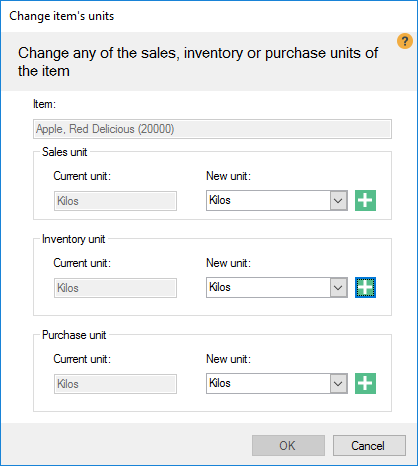 Change item's units
Change any of the sales, inventory or purchase units of
the item
?
Item:
Apple, Red Delicious (20000)
Sales unit
Current unit: New unit:
Kilos Kilos
Inventory unit
Current unit: New unit:
Kilos Kilos
Purchase unit
Current unit: New unit:
Kilos Kilos
OK Cancel